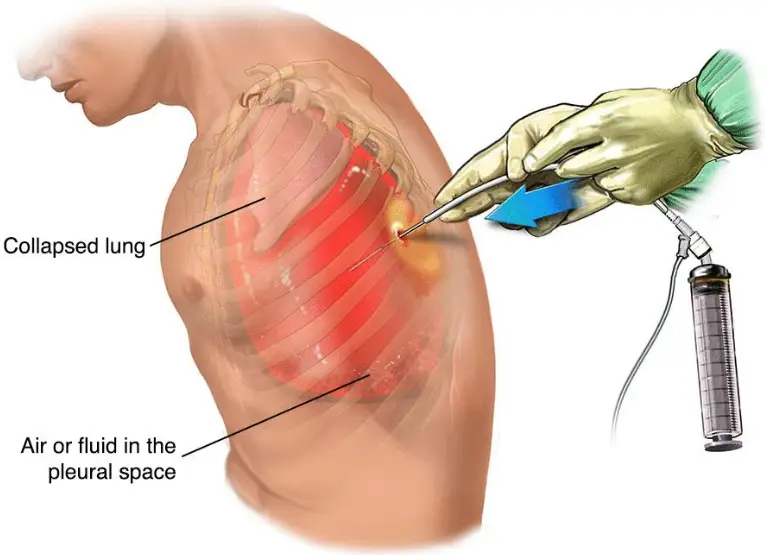 Collapsed lung
Air or fluid in the
pleural space